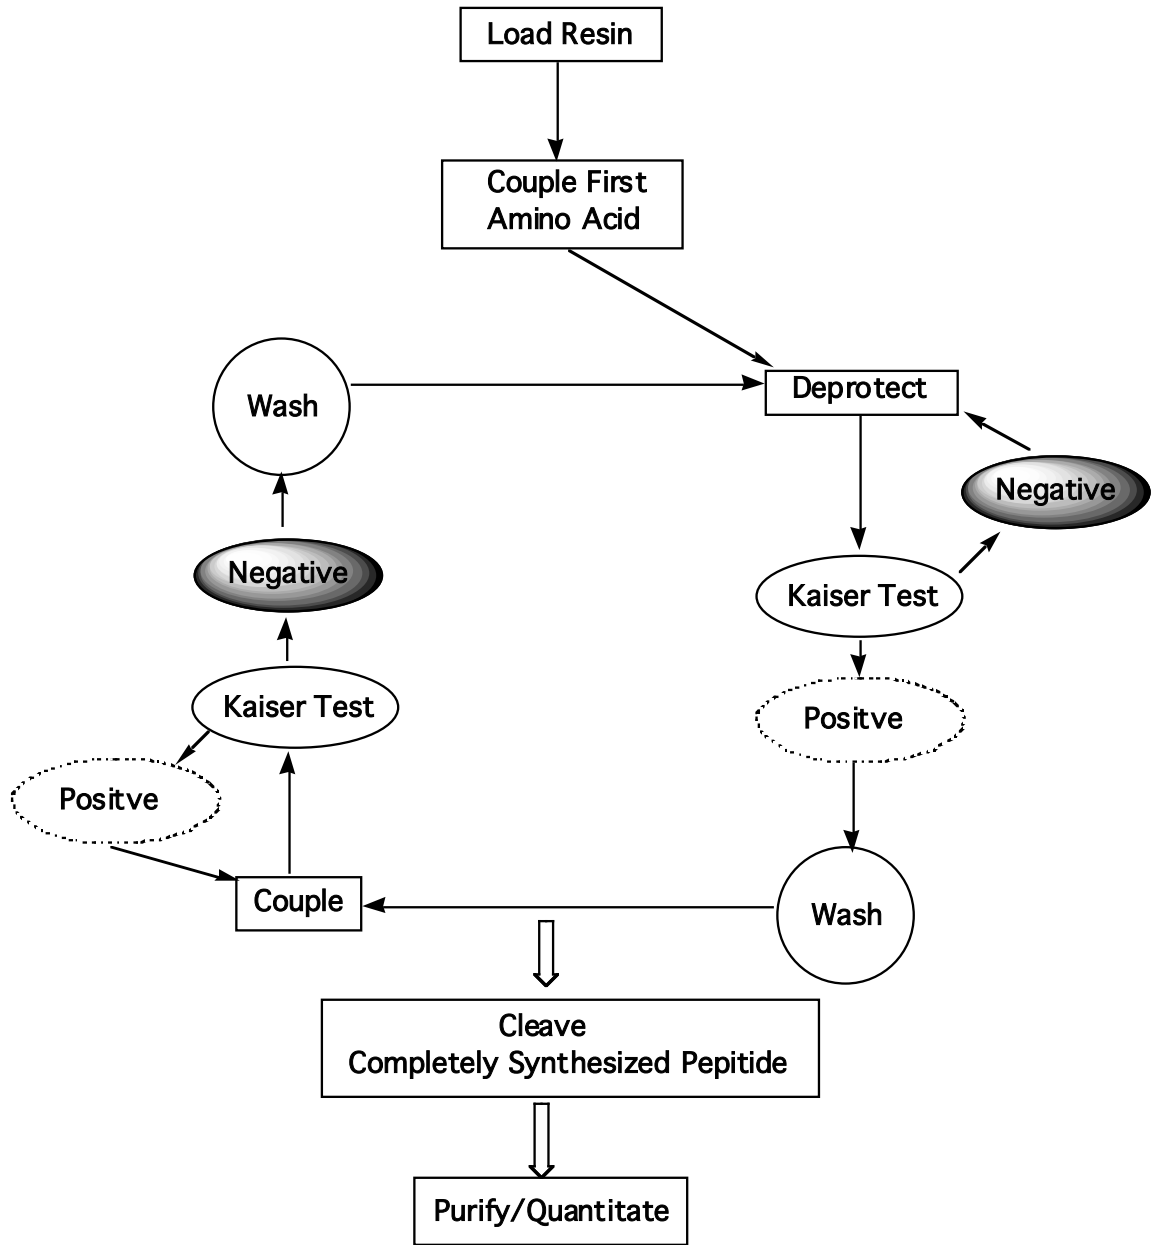 Load Resin
Couple First
Amino Acid
Wash
Deprotect
Negative
Negative
Kaiser Test
Kaiser Test
Positve
Positve
Couple
Wash
Cleave
Completely Synthesized Pepitide
Purify/Quantitate